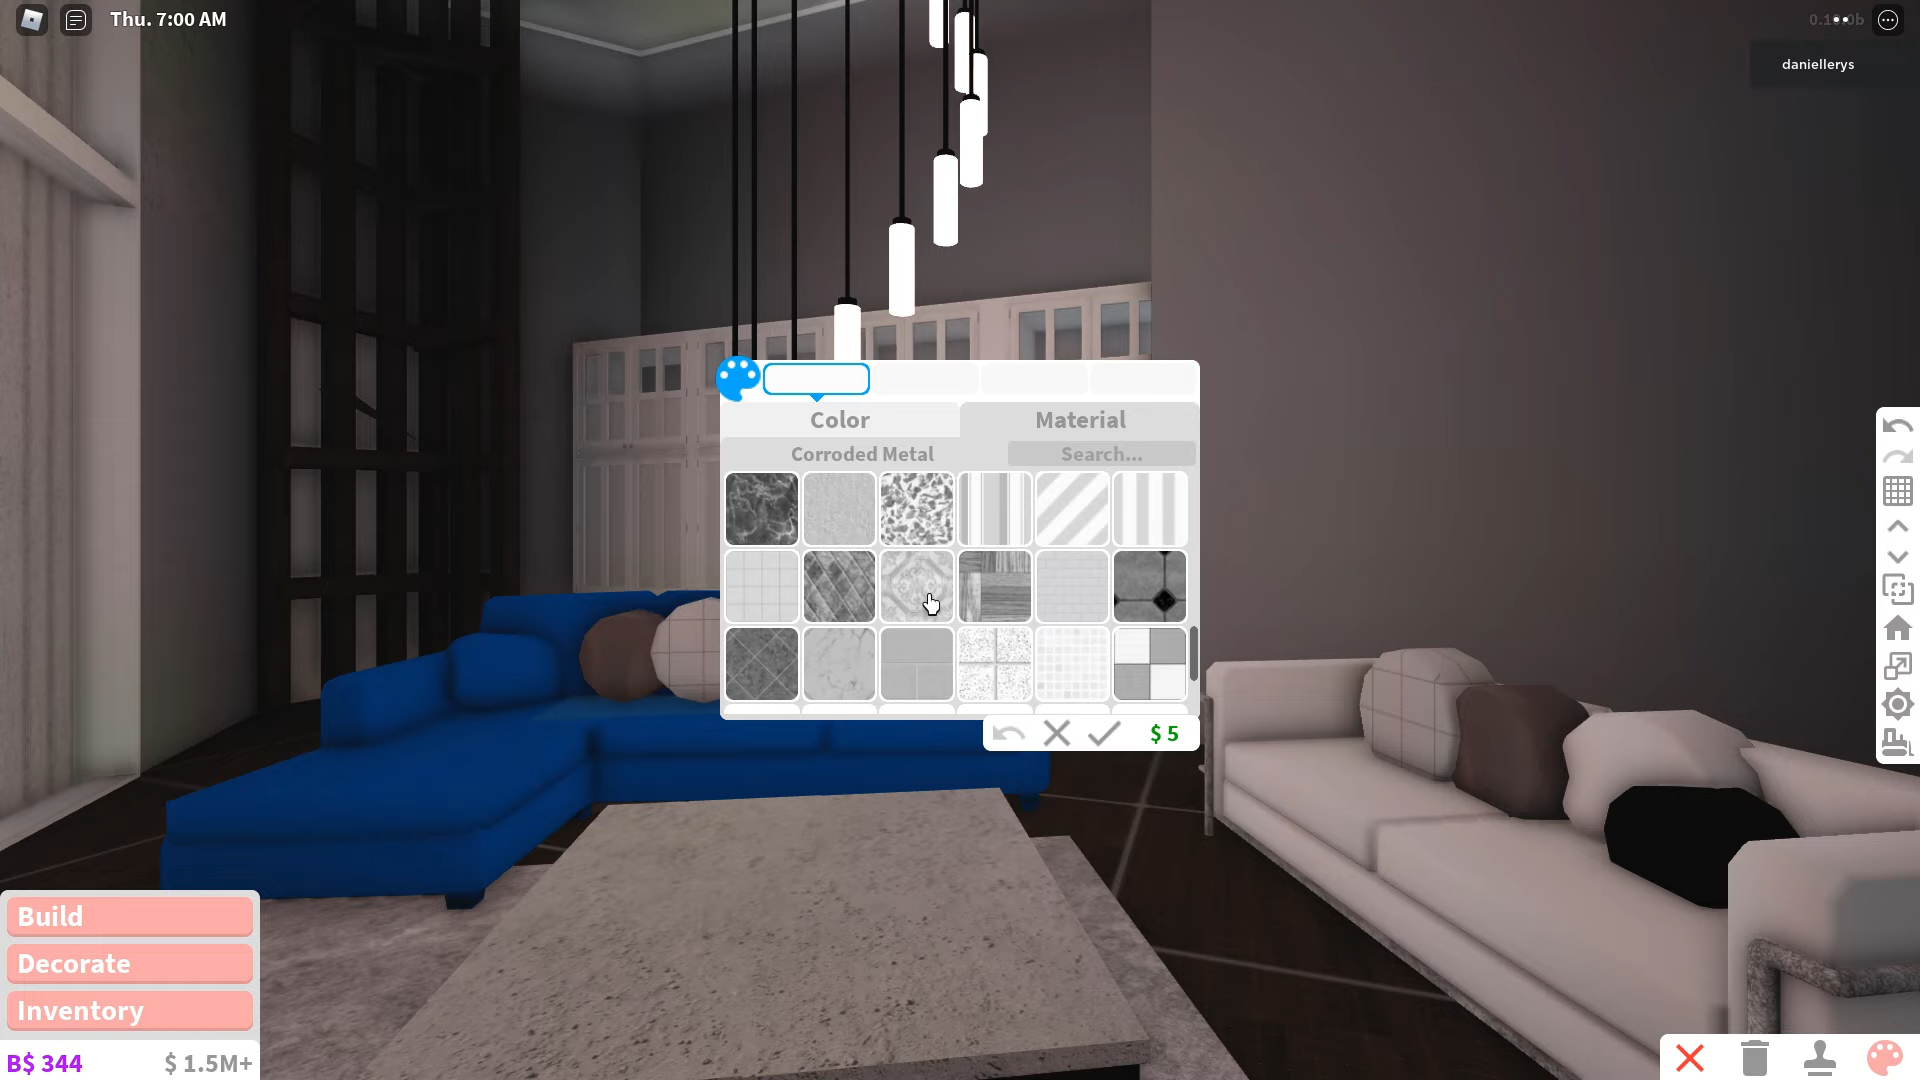 Thu. 7:00 AM
daniellerys
Color
Material
Corroded Metal
Search...
$ 5
Build
Decorate
Inventory
B$ 344
$ 1.5M+